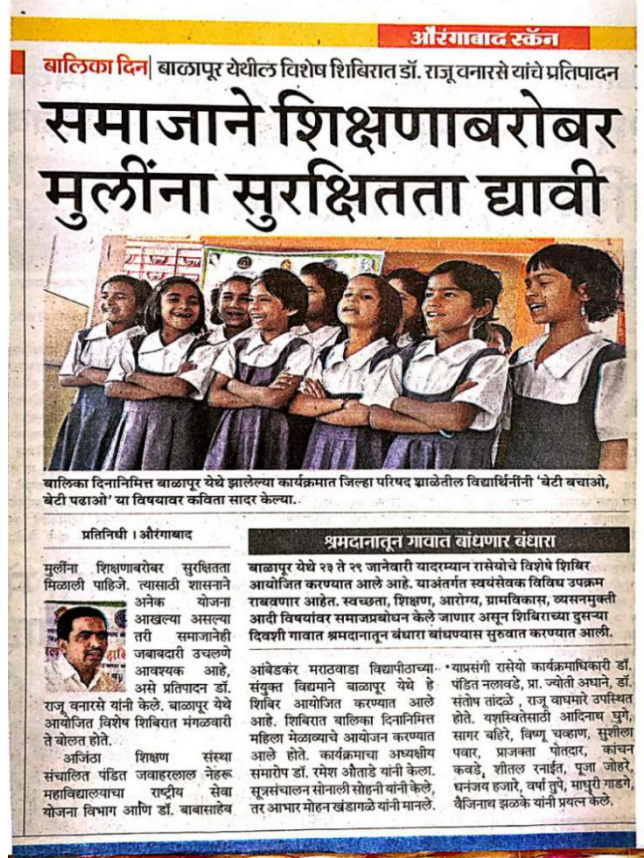 औरंगाबाद स्कॅन
बालिका दिन| बाळापूर येथील विशेष शिबिरात डॉ. राजू वनारसे यांचे प्रतिपादन
समाजाने शिक्षणाबरोबर
मुलींना सुरक्षितता द्यावी
बालिका दिनानिमित्त बाळापूर येथे झालेल्या कार्यक्रमात जिल्हा परिषद शाळेतील विद्यार्थिनींनी 'बेटी बचाओ,
बेटी पढाओ' या विषयावर कविता सादर केल्या.
प्रतिनिधी | औरंगाबाद
मुलींना शिक्षणाबरोबर सुरक्षितता
मिळाली पाहिजे. त्यासाठी शासनाने
अनेक योजना
आखल्या असल्या
तरी समाजानेही
जबाबदारी उचलणे
आवश्यक आहे,
असे प्रतिपादन डॉ.
राजू वनारसे यांनी केले. बाळापूर येथे
आयोजित विशेष शिबिरात मंगळवारी
ते बोलत होते.
अजिंठा शिक्षण संस्था
संचालित पंडित जवाहरलाल नेहरू
महाविद्यालयाचा राष्ट्रीय सेवा
योजना विभाग आणि डॉ. बाबासाहेब
श्रमदानातून गावात बांधणार बंधारा
बाळापूर येथे २३ ते २९ जानेवारी यादरम्यान रासेयोचे विशेष शिबिर
आयोजित करण्यात आले आहे. याअंतर्गत स्वयंसेवक विविध उपक्रम
राबवणार आहेत. स्वच्छता, शिक्षण, आरोग्य, ग्रामविकास, व्यसनमुक्ती
आदी विषयांवर समाजप्रबोधन केले जाणार असून शिबिराच्या दुसऱ्या
दिवशी गावात श्रमदानातून बंधारा बांधण्यास सुरुवात करण्यात आली.
आंबेडकर मराठवाडा विद्यापीठाच्या
संयुक्त विद्यमाने बाळापूर येथे हे
शिबिर आयोजित करण्यात आले
आहे. शिबिरात बालिका दिनानिमित्त
महिला मेळाव्याचे आयोजन करण्यात
आले होते. कार्यक्रमाचा अध्यक्षीय
समारोप डॉ. रमेश औताडे यांनी केला.
सूत्रसंचालन सोनाली सोहनी यांनी केले,
तर आभार मोहन खंडागळे यांनी मानले.
याप्रसंगी रासेयो कार्यक्रमाधिकारी डॉ.
पंडित नलावडे, प्रा. ज्योती अधाने, डॉ.
संतोष तांदळे , राजू वाघमारे उपस्थित
होते. यशस्वितेसाठी आदिनाथ घुगे,
सागर बहिरे, विष्णू चव्हाण, सुशीला
पवार, प्राजक्ता पोतदार, कांचन
कवडे, शीतल रनाईत, पूजा जोहरे,
धनंजय हजारे, वर्षा तुपे, माधुरी गाडगे,
वैजिनाथ झळके यांनी प्रयत्न केले.